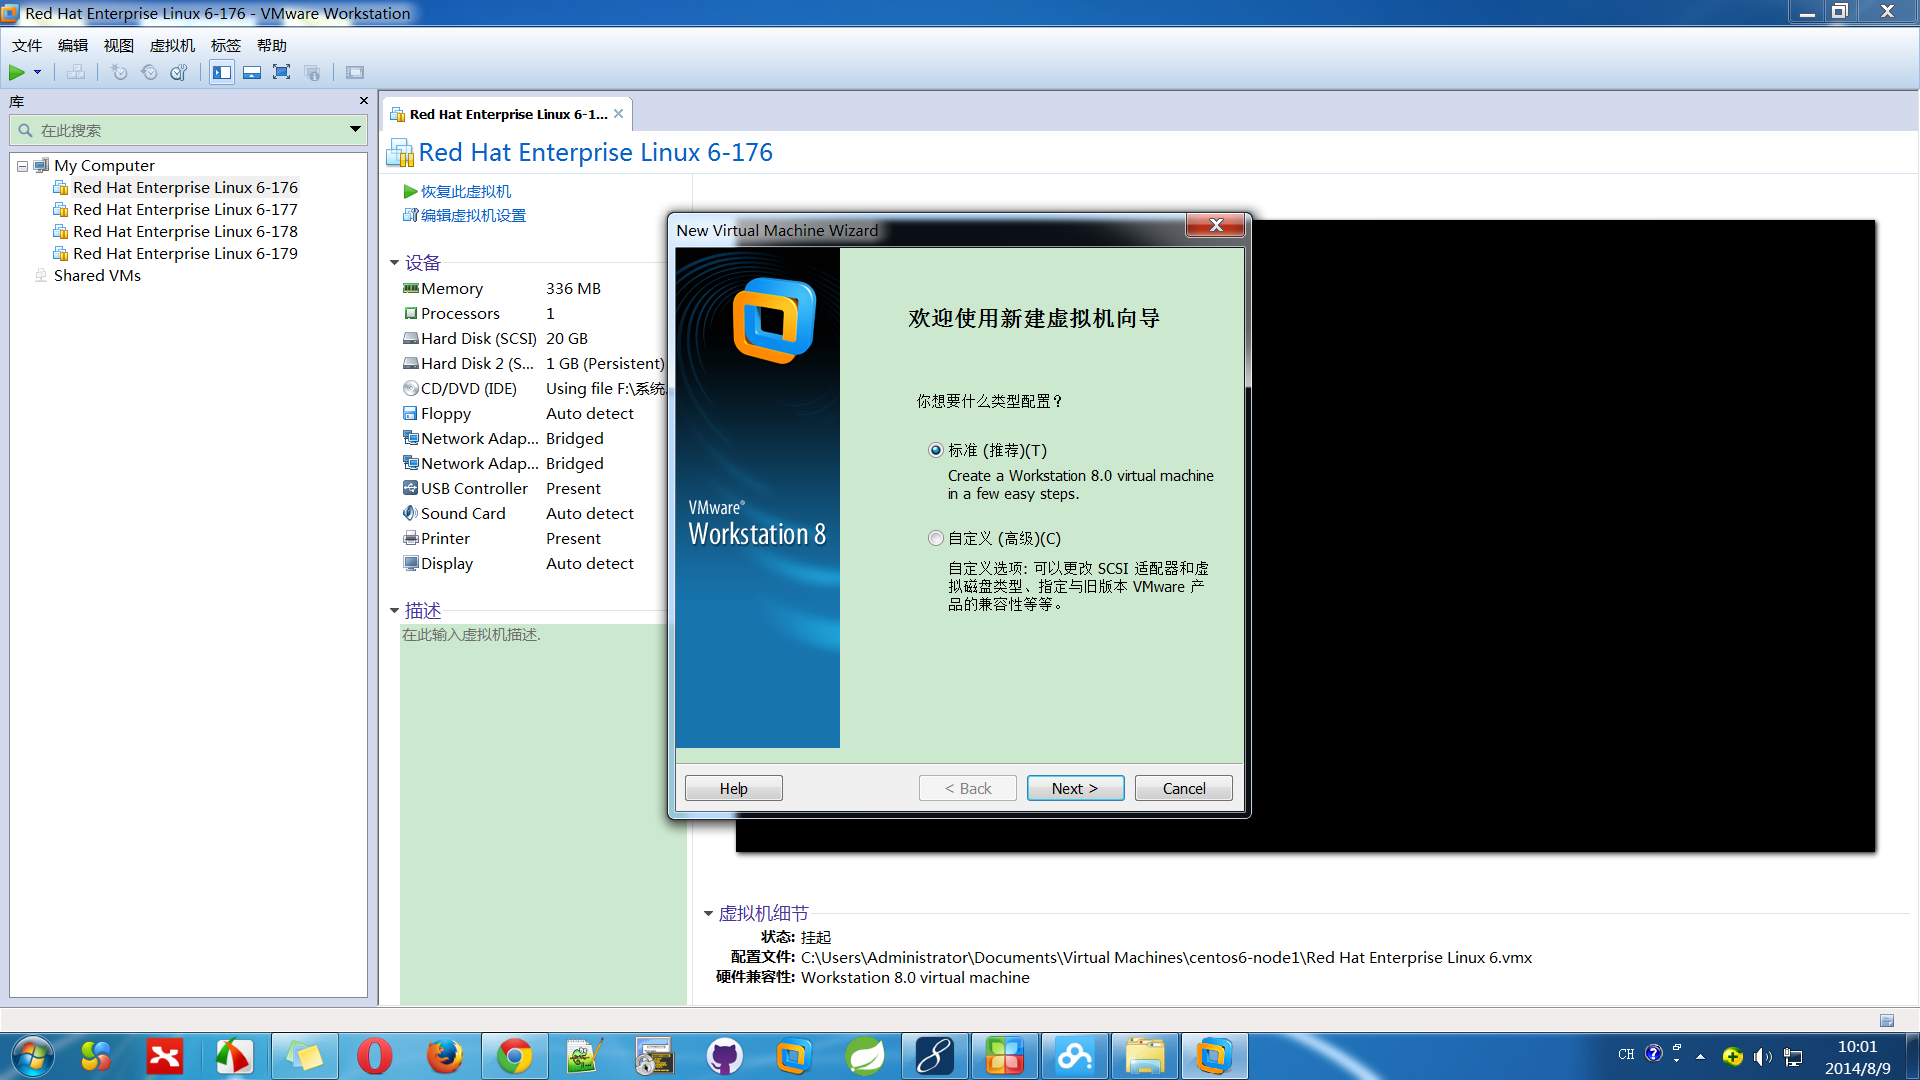 Red Hat Enterprise Linux 6-176 - VMware Workstation
文件 编辑 视图 虚拟机 标签 帮助
库
在此搜索
My Computer
Red Hat Enterprise Linux 6-176
Red Hat Enterprise Linux 6-177
Red Hat Enterprise Linux 6-178
Red Hat Enterprise Linux 6-179
Shared VMs
Red Hat Enterprise Linux 6-1...
Red Hat Enterprise Linux 6-176
恢复此虚拟机
编辑虚拟机设置
设备
Memory 336 MB
Processors 1
Hard Disk (SCSI) 20 GB
Hard Disk 2 (S... 1 GB (Persistent)
CD/DVD (IDE) Using file F:\系统
Floppy Auto detect
Network Adap... Bridged
Network Adap... Bridged
USB Controller Present
Sound Card Auto detect
Printer Present
Display Auto detect
描述
在此输入虚拟机描述.
New Virtual Machine Wizard
VMware®
Workstation 8
欢迎使用新建虚拟机向导
你想要什么类型配置？
标准 (推荐)(T)
Create a Workstation 8.0 virtual machine
in a few easy steps.
自定义 (高级)(C)
自定义选项: 可以更改 SCSI 适配器和虚
拟磁盘类型、指定与旧版本 VMware 产
品的兼容性等等。
Help < Back Next > Cancel
虚拟机细节
状态: 挂起
配置文件: C:\Users\Administrator\Documents\Virtual Machines\centos6-node1\Red Hat Enterprise Linux 6.vmx
硬件兼容性: Workstation 8.0 virtual machine
CH
10:01
2014/8/9